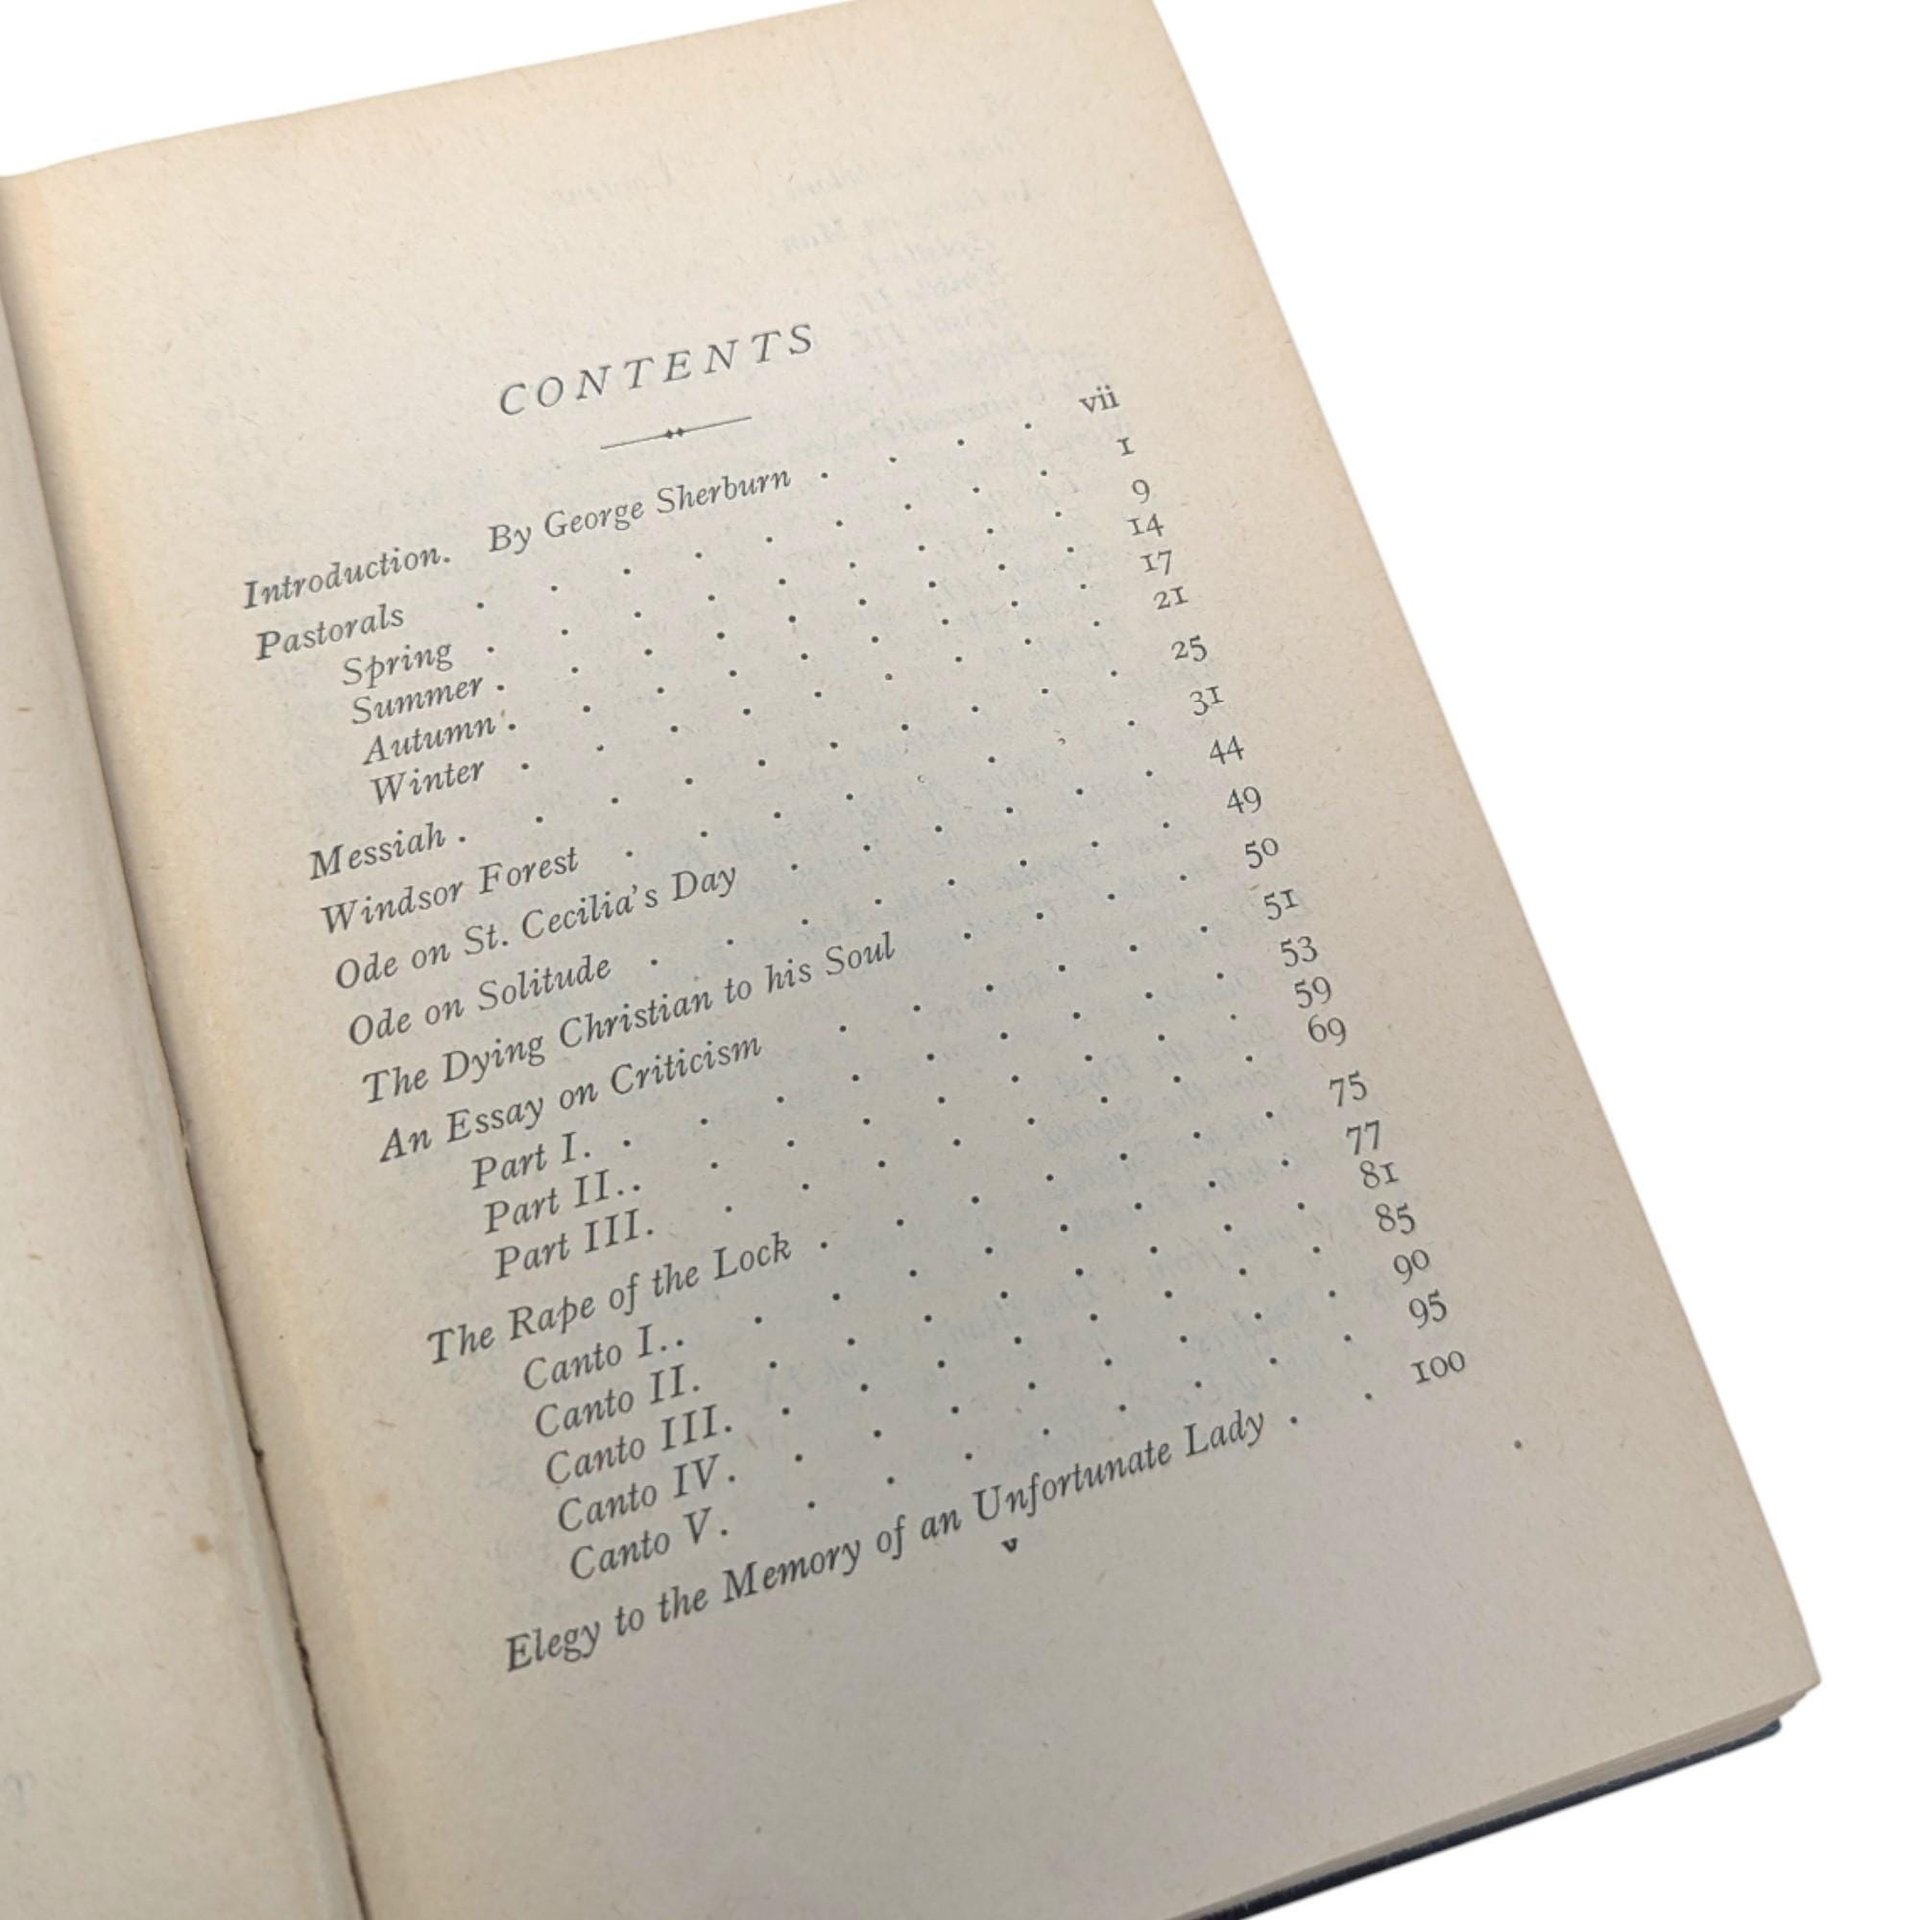 CONTENTS
Introduction. By George Sherburn . . . . vii
Pastorals . . . . . . . . . 1
Spring . . . . . . . . . 9
Summer . . . . . . . . . 14
Autumn . . . . . . . . . 17
Winter . . . . . . . . . 21
Messiah . . . . . . . . . . 25
Windsor Forest . . . . . . . . 31
Ode on St. Cecilia's Day . . . . . . 44
Ode on Solitude . . . . . . . . 49
The Dying Christian to his Soul . . . . 50
An Essay on Criticism . . . . . . 51
Part I. . . . . . . . . . 53
Part II. . . . . . . . . . 59
Part III. . . . . . . . . 69
The Rape of the Lock . . . . . . . 75
Canto I. . . . . . . . . . 77
Canto II. . . . . . . . . 81
Canto III. . . . . . . . . 85
Canto IV. . . . . . . . . 90
Canto V. . . . . . . . . . 95
Elegy to the Memory of an Unfortunate Lady . . 100
v